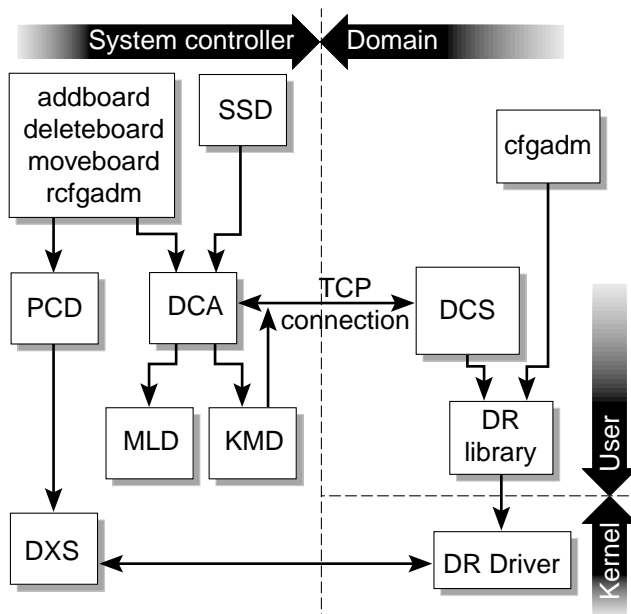 System controller
Domain
addboard
deleteboard
moveboard
rcfgadm
SSD
cfgadm
PCD
DCA
TCP
connection
DCS
MLD
KMD
DR
library
User
DXS
DR Driver
Kernel